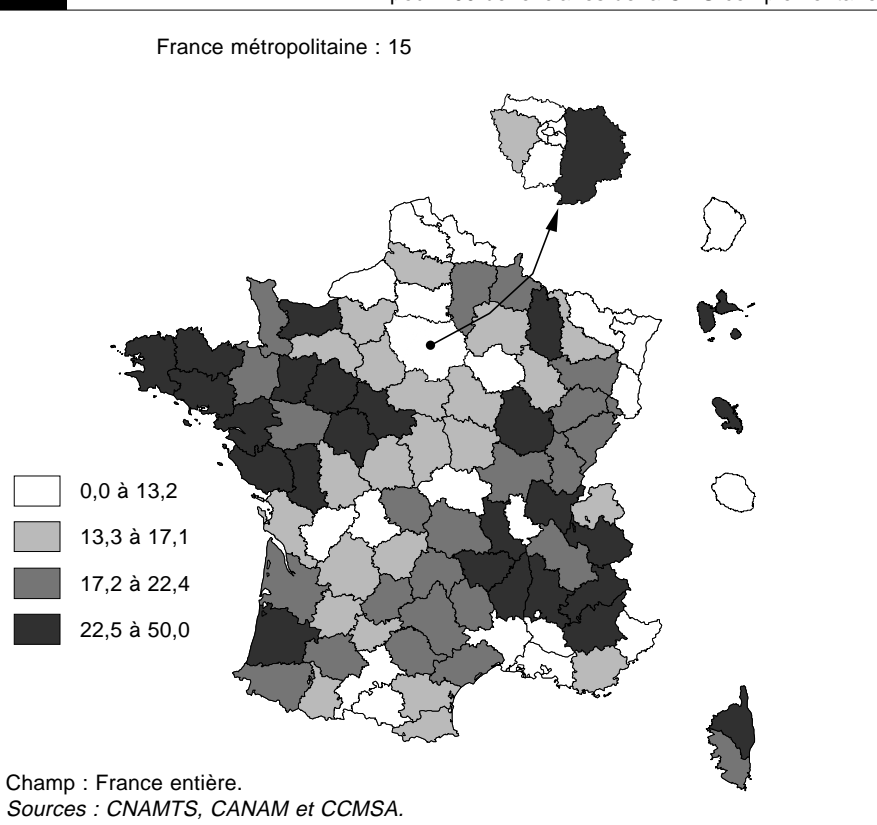 France métropolitaine : 15
0,0 à 13,2
13,3 à 17,1
17,2 à 22,4
22,5 à 50,0
Champ : France entière.
Sources : CNAMTS, CANAM et CCMSA.